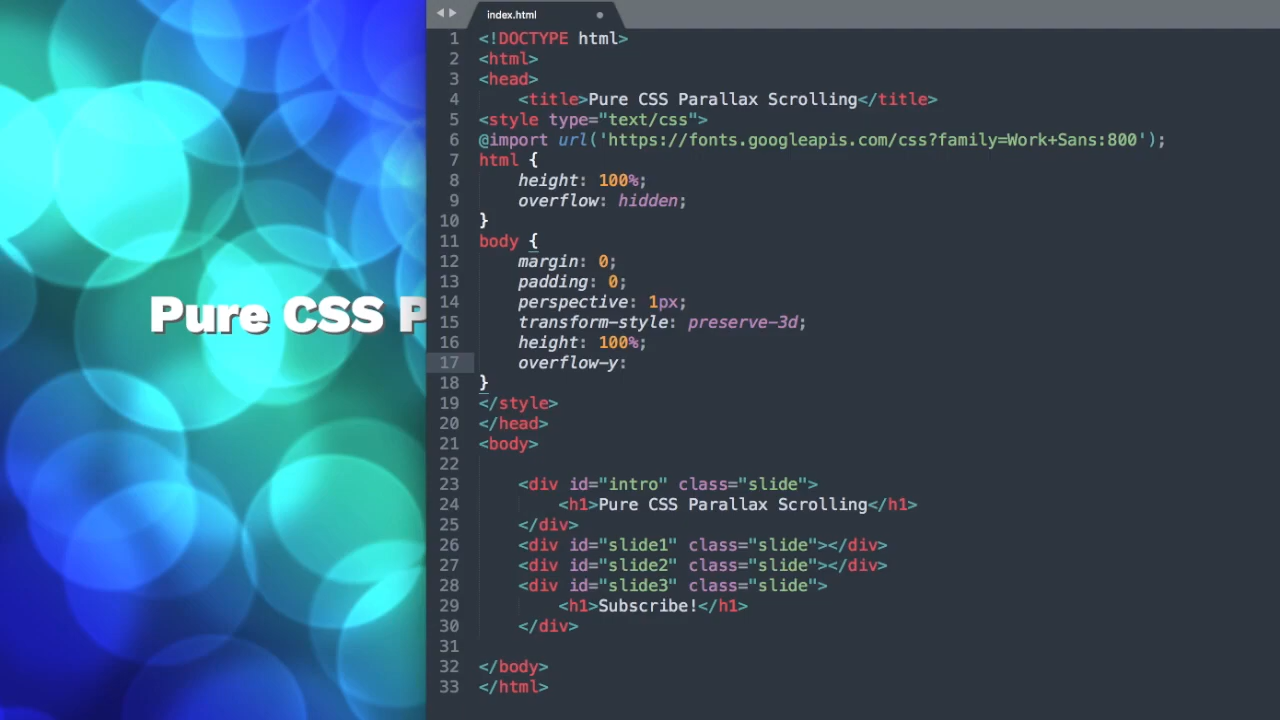 index.html
Pure CSS P
1 <!DOCTYPE html>
2 <html>
3 <head>
4 <title>Pure CSS Parallax Scrolling</title>
5 <style type="text/css">
6 @import url('https://fonts.googleapis.com/css?family=Work+Sans:800');
7 html {
8 height: 100%;
9 overflow: hidden;
10 }
11 body {
12 margin: 0;
13 padding: 0;
14 perspective: 1px;
15 transform-style: preserve-3d;
16 height: 100%;
17 overflow-y:
18 }
19 </style>
20 </head>
21 <body>
22
23 <div id="intro" class="slide">
24 <h1>Pure CSS Parallax Scrolling</h1>
25 </div>
26 <div id="slide1" class="slide"></div>
27 <div id="slide2" class="slide"></div>
28 <div id="slide3" class="slide">
29 <h1>Subscribe!</h1>
30 </div>
31
32 </body>
33 </html>